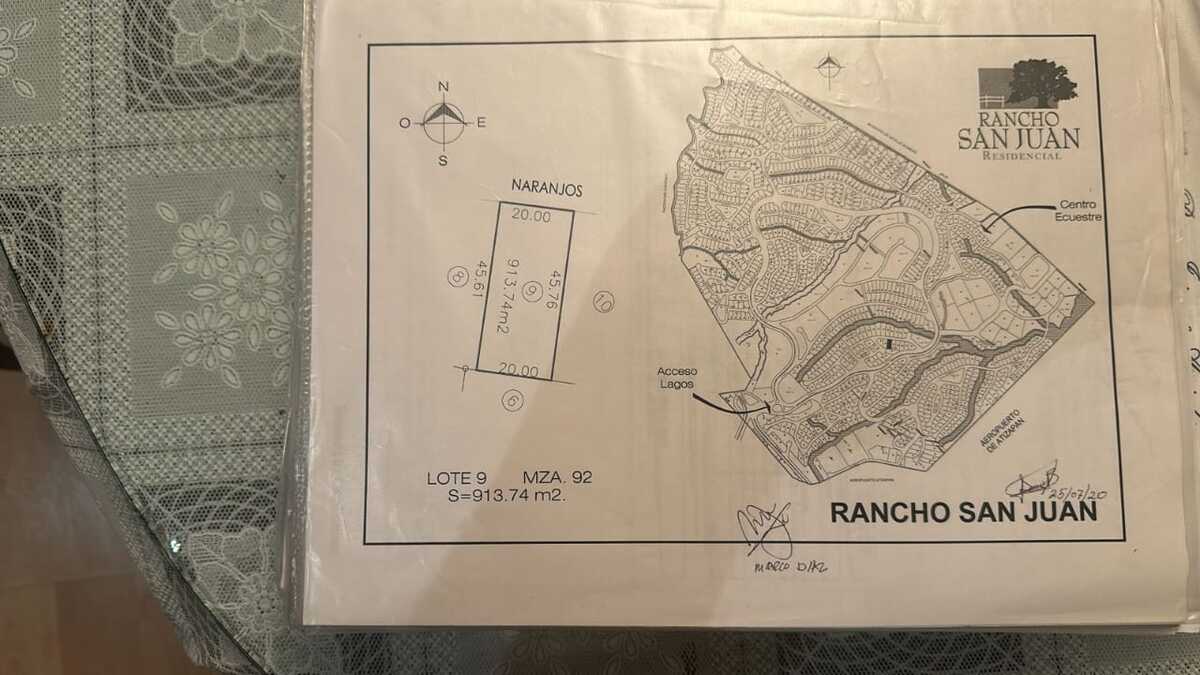 N
O E
S
NARANJOS
20.00
45.61
913.74m2
45.76
8
9
10
20.00
6
LOTE 9 MZA. 92
S=913.74 m2.
RANCHO
SAN JUAN
RESIDENCIAL
Centro
Ecuestre
Acceso
Lagos
AEROPUERTO
DE ATIZAPAN
25/07/20
RANCHO SAN JUAN
MARCO DIAZ